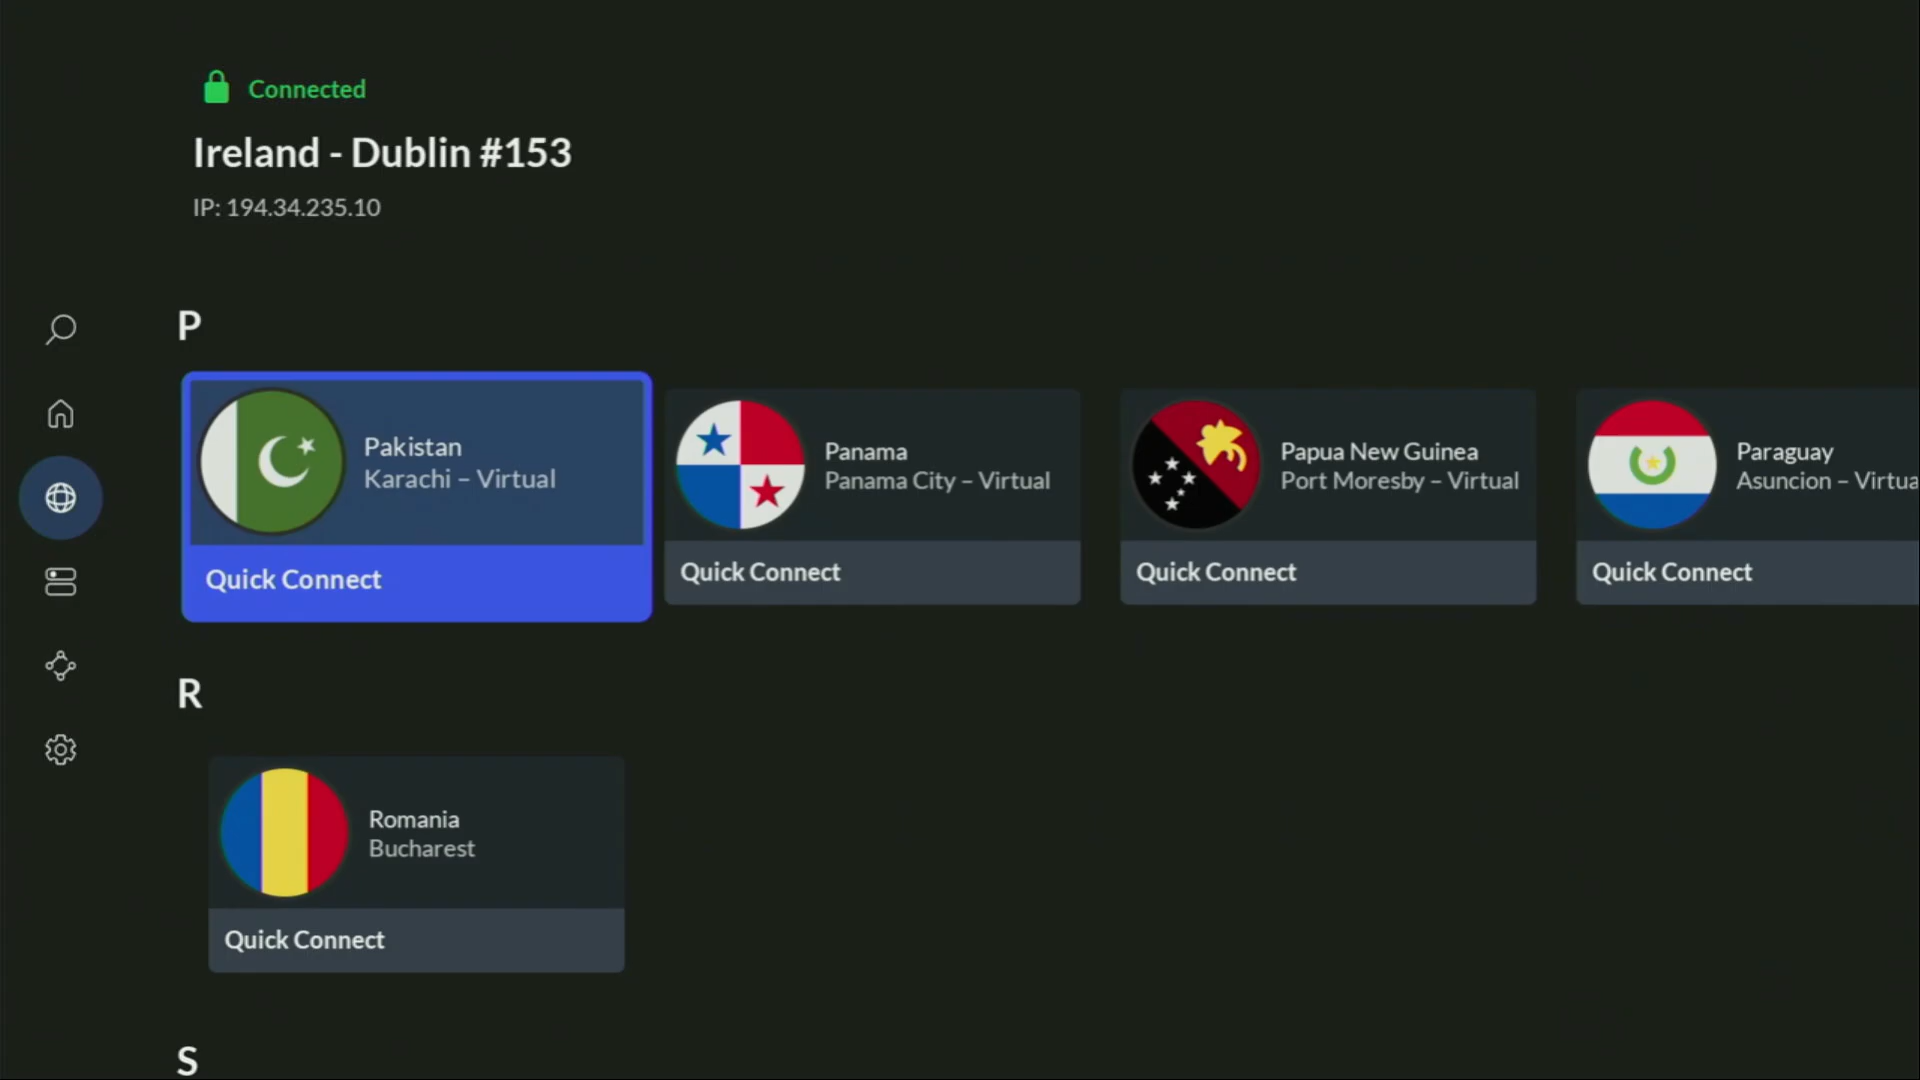 Connected
Ireland - Dublin #153
IP: 194.34.235.10
P
Pakistan
Karachi – Virtual
Quick Connect
Panama
Panama City – Virtual
Quick Connect
Papua New Guinea
Port Moresby – Virtual
Quick Connect
Paraguay
Asuncion – Virtua
Quick Connect
R
Romania
Bucharest
Quick Connect
S